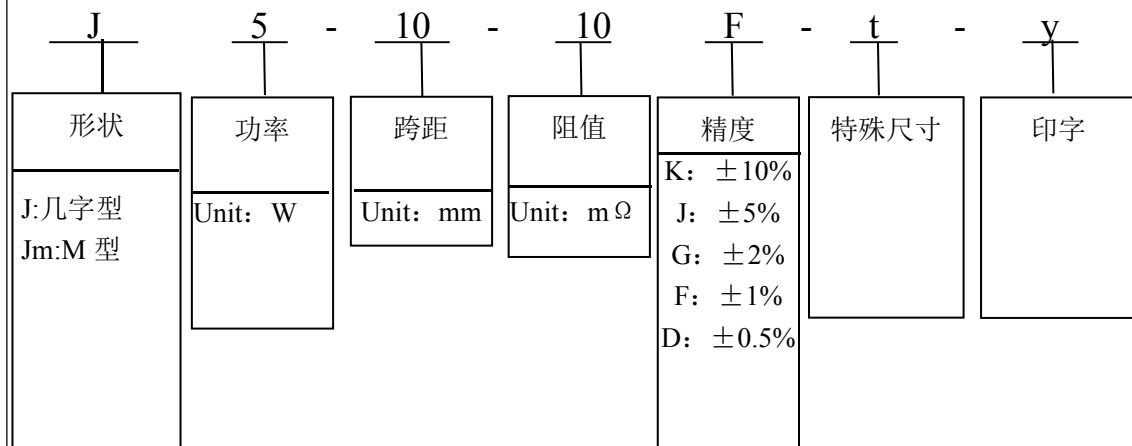 J 5 - 10 - 10 F - t - y
形状 功率 跨距 阻值 精度 特殊尺寸 印字
J:几字型
Jm:M 型
Unit：W
Unit：mm
Unit：mΩ
K：±10%
J：±5%
G：±2%
F：±1%
D：±0.5%